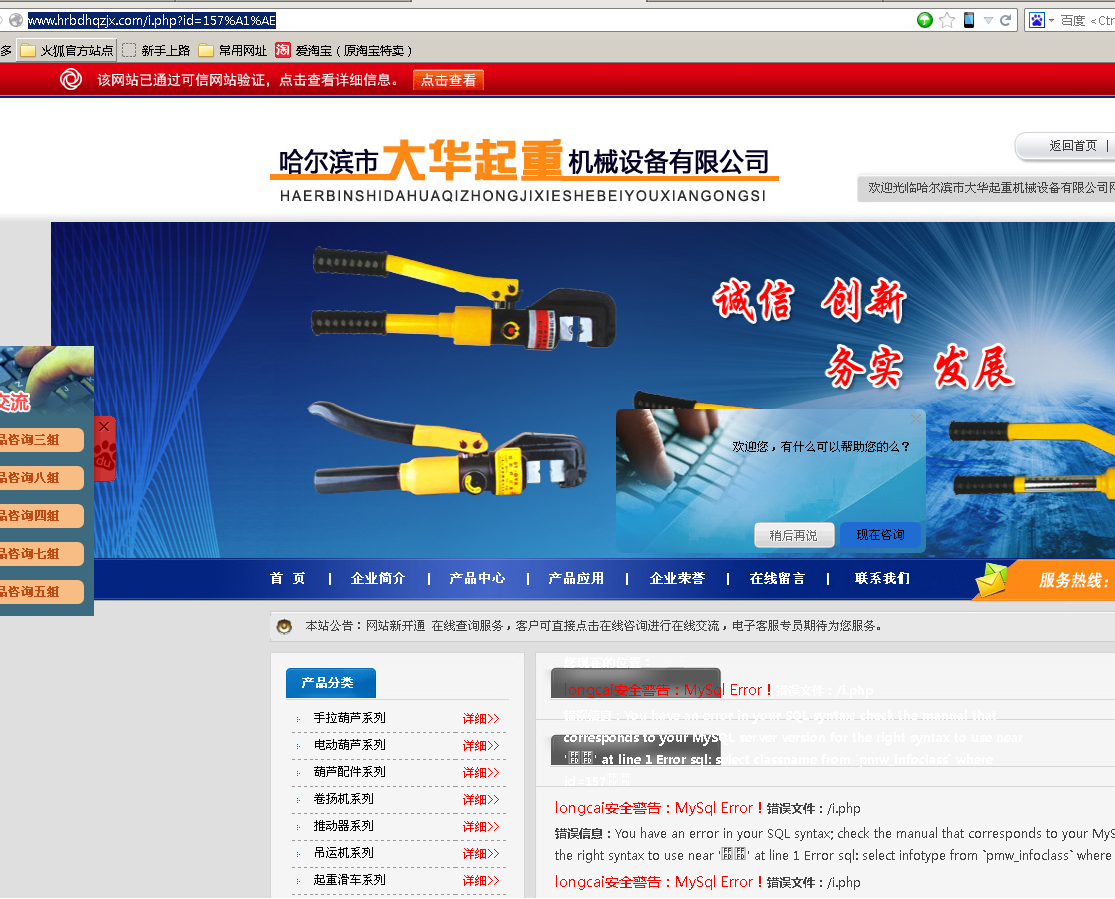 www.hrbdhqzjx.com/i.php?id=157%A1%AE
百度 <Ctr
多 火狐官方站点 新手上路 常用网址 淘 爱淘宝（原淘宝特卖）
该网站已通过可信网站验证，点击查看详细信息。 点击查看
返回首页 |
哈尔滨市大华起重机械设备有限公司
HAERBINSHIDAHUAQIZHONGJIXIESHEBEIYOUXIANGONGSI
欢迎光临哈尔滨市大华起重机械设备有限公司网
诚信 创新
务实 发展
交流
品咨询三组
品咨询八组
品咨询四组
品咨询七组
品咨询五组
du
欢迎您，有什么可以帮助您的么？
稍后再说 现在咨询
首 页 | 企业简介 | 产品中心 | 产品应用 | 企业荣誉 | 在线留言 | 联系我们
服务热线:
本站公告：网站新开通 在线查询服务，客户可直接点击在线咨询进行在线交流，电子客服专员期待为您服务。
产品分类
手拉葫芦系列 详细>>
电动葫芦系列 详细>>
葫芦配件系列 详细>>
卷扬机系列 详细>>
推动器系列 详细>>
吊运机系列 详细>>
起重滑车系列 详细>>
您现在的位置：
longcai安全警告：MySql Error！错误文件：/i.php
错误信息：You have an error in your SQL syntax; check the manual that
corresponds to your MySQL server version for the right syntax to use near
' ' at line 1 Error sql: select classname from `pmw_infoclass` where
id=157
longcai安全警告：MySql Error！错误文件：/i.php
错误信息：You have an error in your SQL syntax; check the manual that corresponds to your MyS
the right syntax to use near ' ' at line 1 Error sql: select infotype from `pmw_infoclass` where
longcai安全警告：MySql Error！错误文件：/i.php